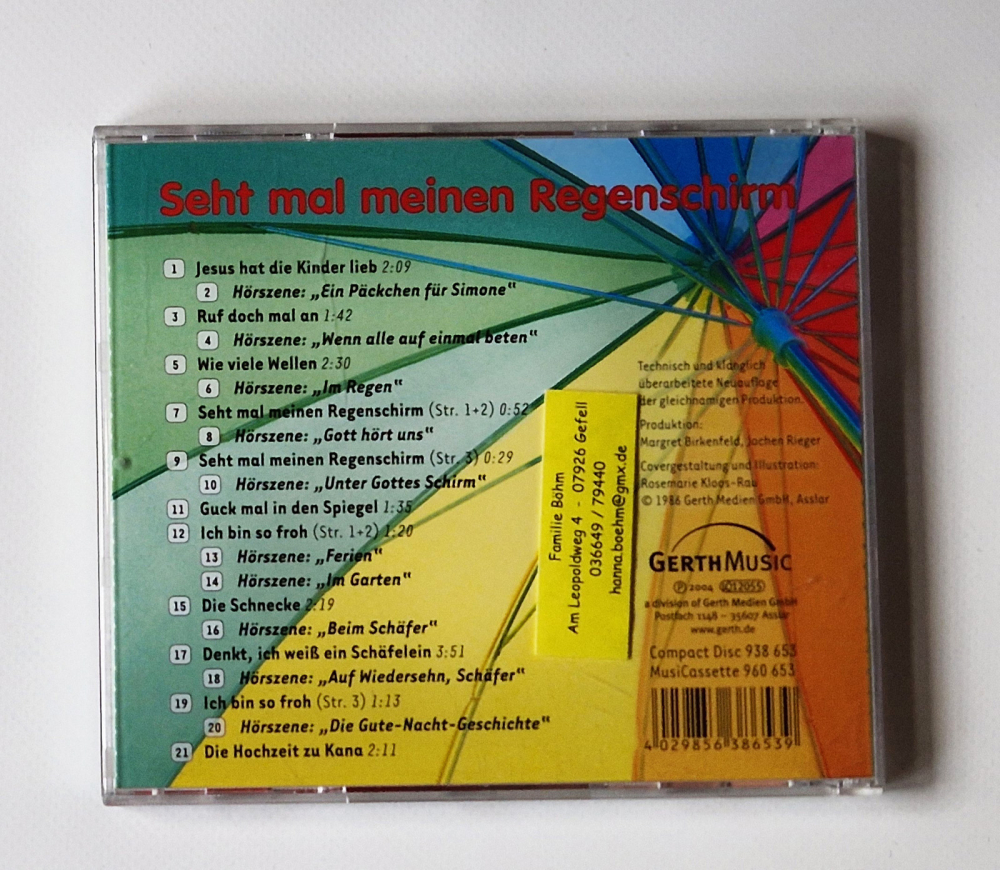 Seht mal meinen Regenschirm
1 Jesus hat die Kinder lieb 2:09
2 Hörszene: „Ein Päckchen für Simone“
3 Ruf doch mal an 1:42
4 Hörszene: „Wenn alle auf einmal beten“
5 Wie viele Wellen 2:30
6 Hörszene: „Im Regen“
7 Seht mal meinen Regenschirm (Str. 1+2) 0:52
8 Hörszene: „Gott hört uns“
9 Seht mal meinen Regenschirm (Str. 3) 0:29
10 Hörszene: „Unter Gottes Schirm“
11 Guck mal in den Spiegel 1:35
12 Ich bin so froh (Str. 1+2) 1:20
13 Hörszene: „Ferien“
14 Hörszene: „Im Garten“
15 Die Schnecke 2:19
16 Hörszene: „Beim Schäfer“
17 Denkt, ich weiß ein Schäfelein 3:51
18 Hörszene: „Auf Wiedersehn, Schäfer“
19 Ich bin so froh (Str. 3) 1:13
20 Hörszene: „Die Gute-Nacht-Geschichte“
21 Die Hochzeit zu Kana 2:11
Familie Böhm
Am Leopoldweg 4 - 07926 Gefell
036649 / 79440
hanna.boehm@gmx.de
Technisch und klanglich
überarbeitete Neuauflage
der gleichnamigen Produktion.
Produktion:
Margret Birkenfeld, Jochen Rieger
Covergestaltung und Illustration:
Rosemarie Kloos-Rau
© 1986 Gerth Medien GmbH, Asslar
GERTHMUSIC
℗ 2004 LC12055
a division of Gerth Medien GmbH
Postfach 1148 – 35607 Asslar
www.gerth.de
Compact Disc 938 653
MusiCassette 960 653
4 029856 386539